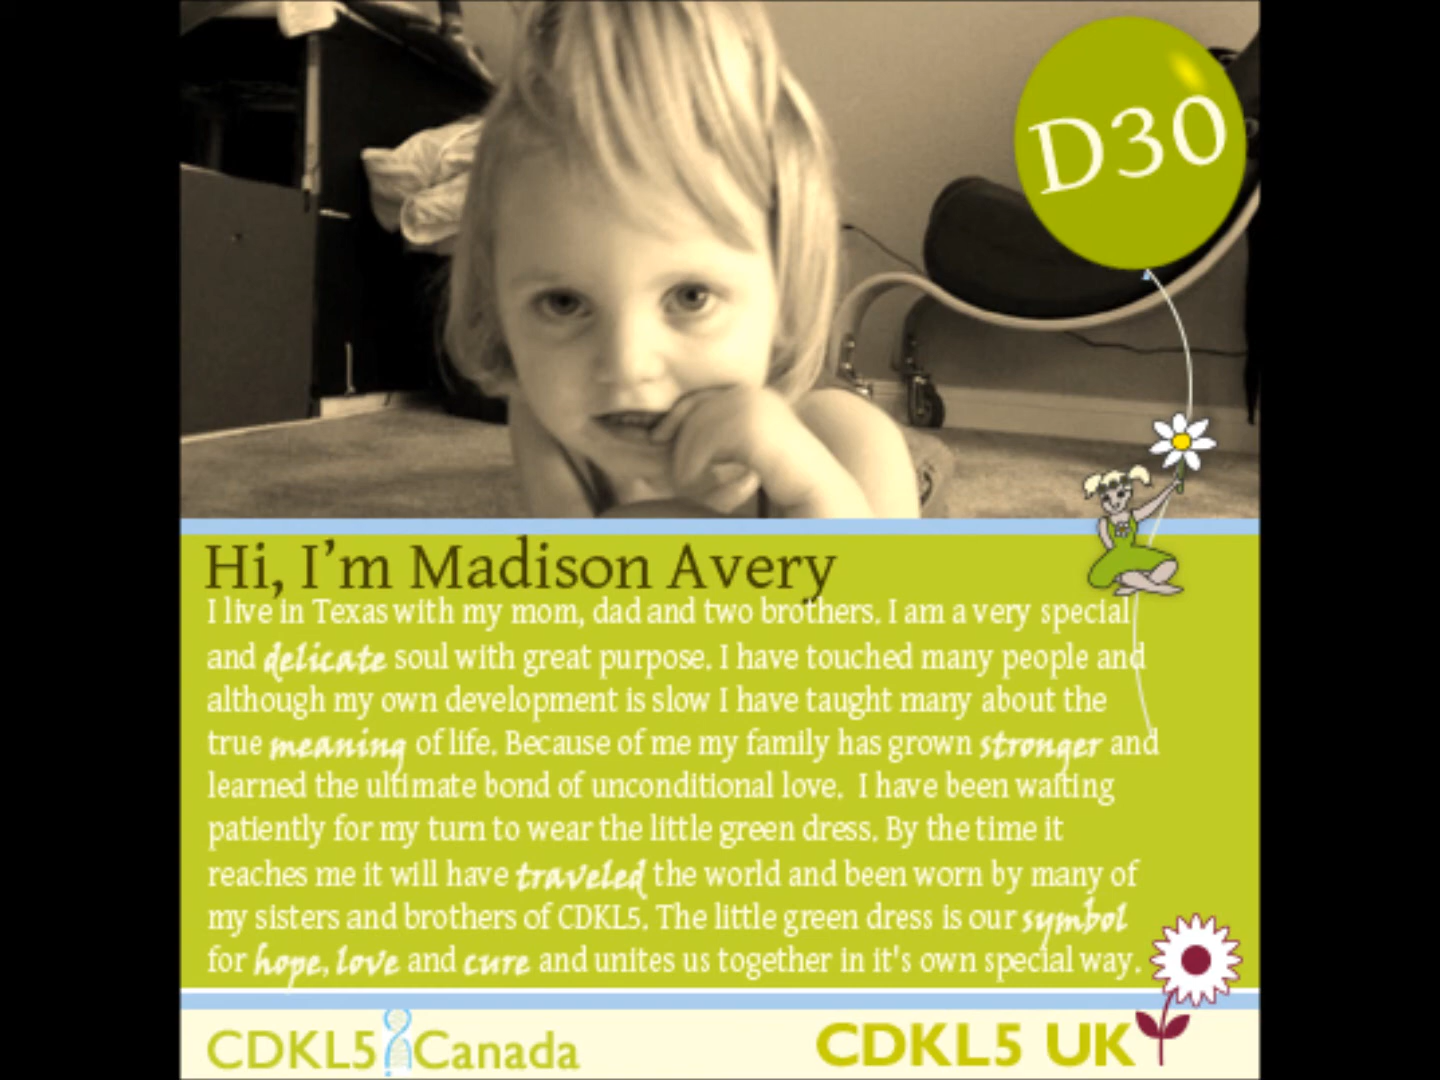 D30
Hi, I'm Madison Avery
I live in Texas with my mom, dad and two brothers. I am a very special
and delicate soul with great purpose. I have touched many people and
although my own development is slow I have taught many about the
true meaning of life. Because of me my family has grown stronger and
learned the ultimate bond of unconditional love. I have been waiting
patiently for my turn to wear the little green dress. By the time it
reaches me it will have traveled the world and been worn by many of
my sisters and brothers of CDKL5. The little green dress is our symbol
for hope, love and cure and unites us together in it's own special way.
CDKL5 Canada CDKL5 UK